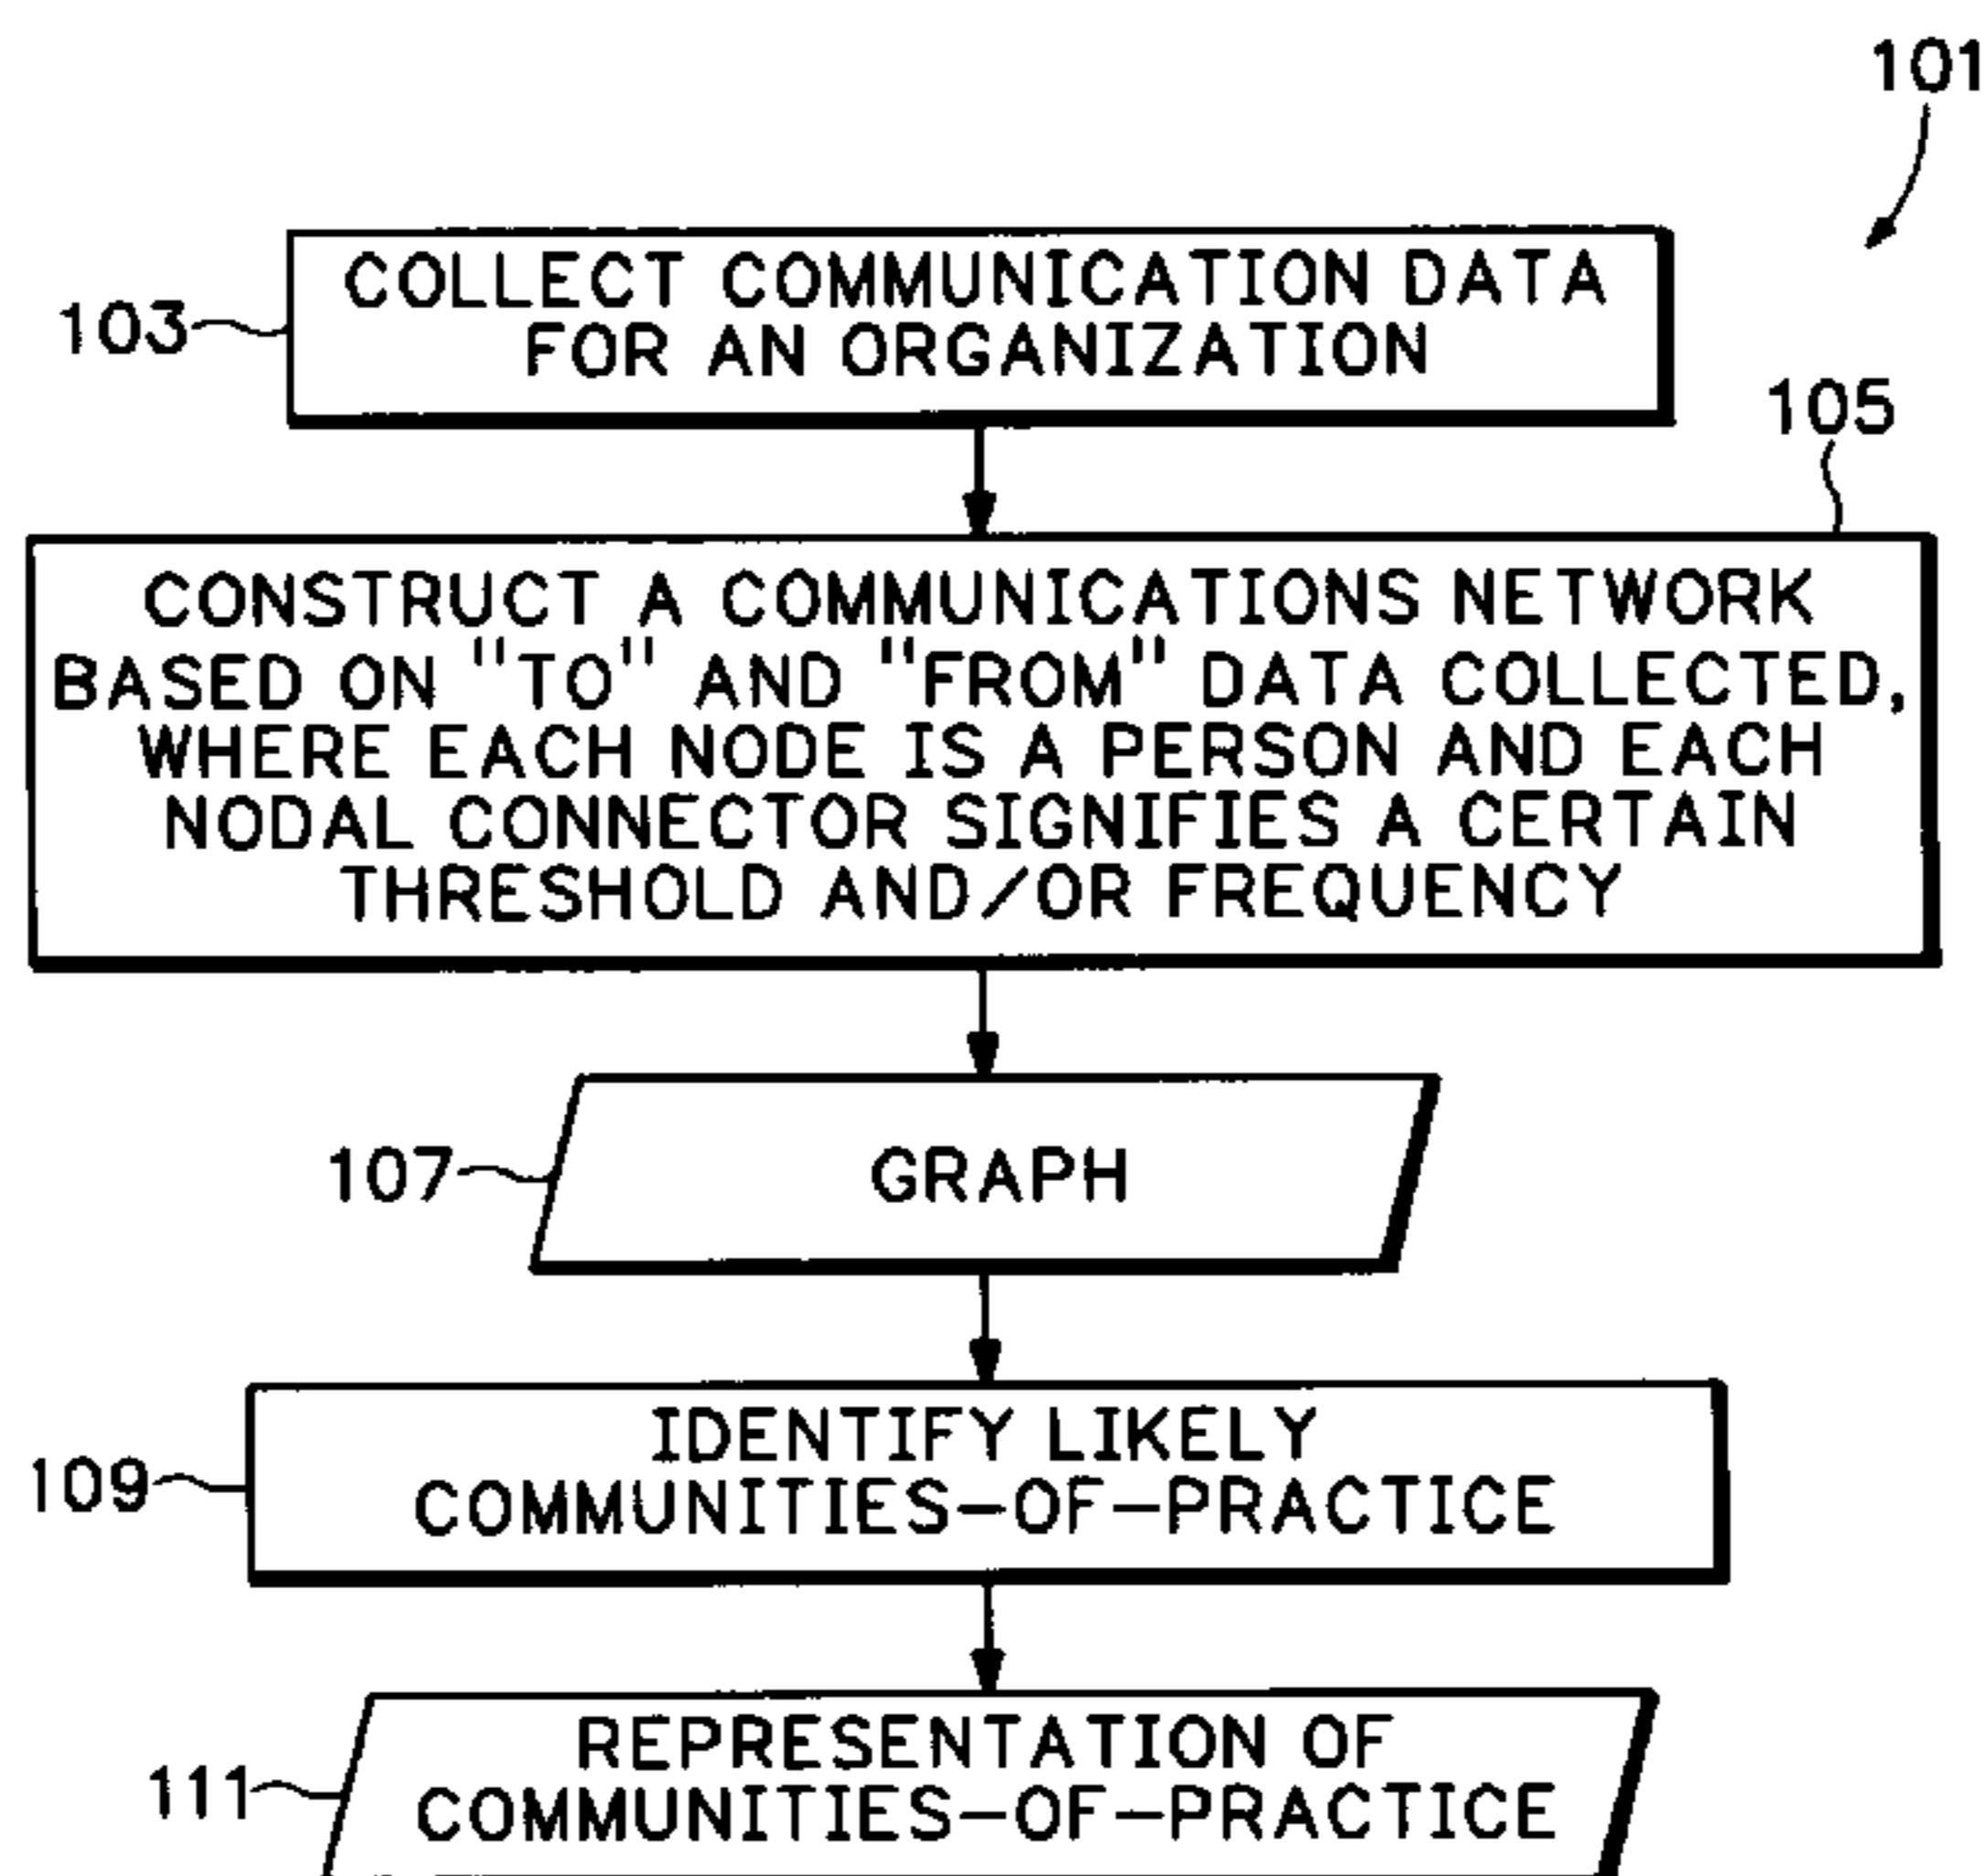 101
COLLECT COMMUNICATION DATA
FOR AN ORGANIZATION
103
105
CONSTRUCT A COMMUNICATIONS NETWORK
BASED ON "TO" AND "FROM" DATA COLLECTED,
WHERE EACH NODE IS A PERSON AND EACH
NODAL CONNECTOR SIGNIFIES A CERTAIN
THRESHOLD AND/OR FREQUENCY
107
GRAPH
109
IDENTIFY LIKELY
COMMUNITIES-OF-PRACTICE
111
REPRESENTATION OF
COMMUNITIES-OF-PRACTICE